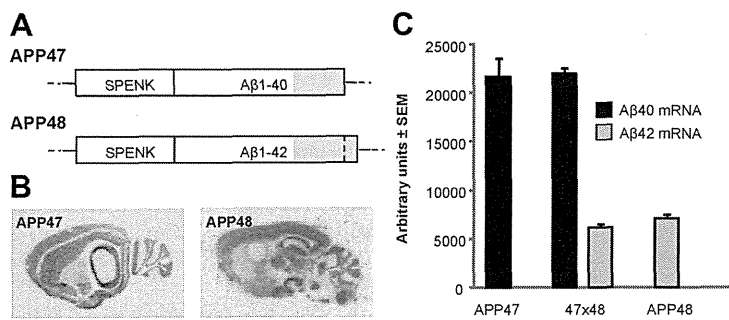 A
APP47
SPENK Aβ1-40
APP48
SPENK Aβ1-42
B
APP47
APP48
C
Arbitrary units ± SEM
25000
20000
15000
10000
5000
0
Aβ40 mRNA
Aβ42 mRNA
APP47 47x48 APP48